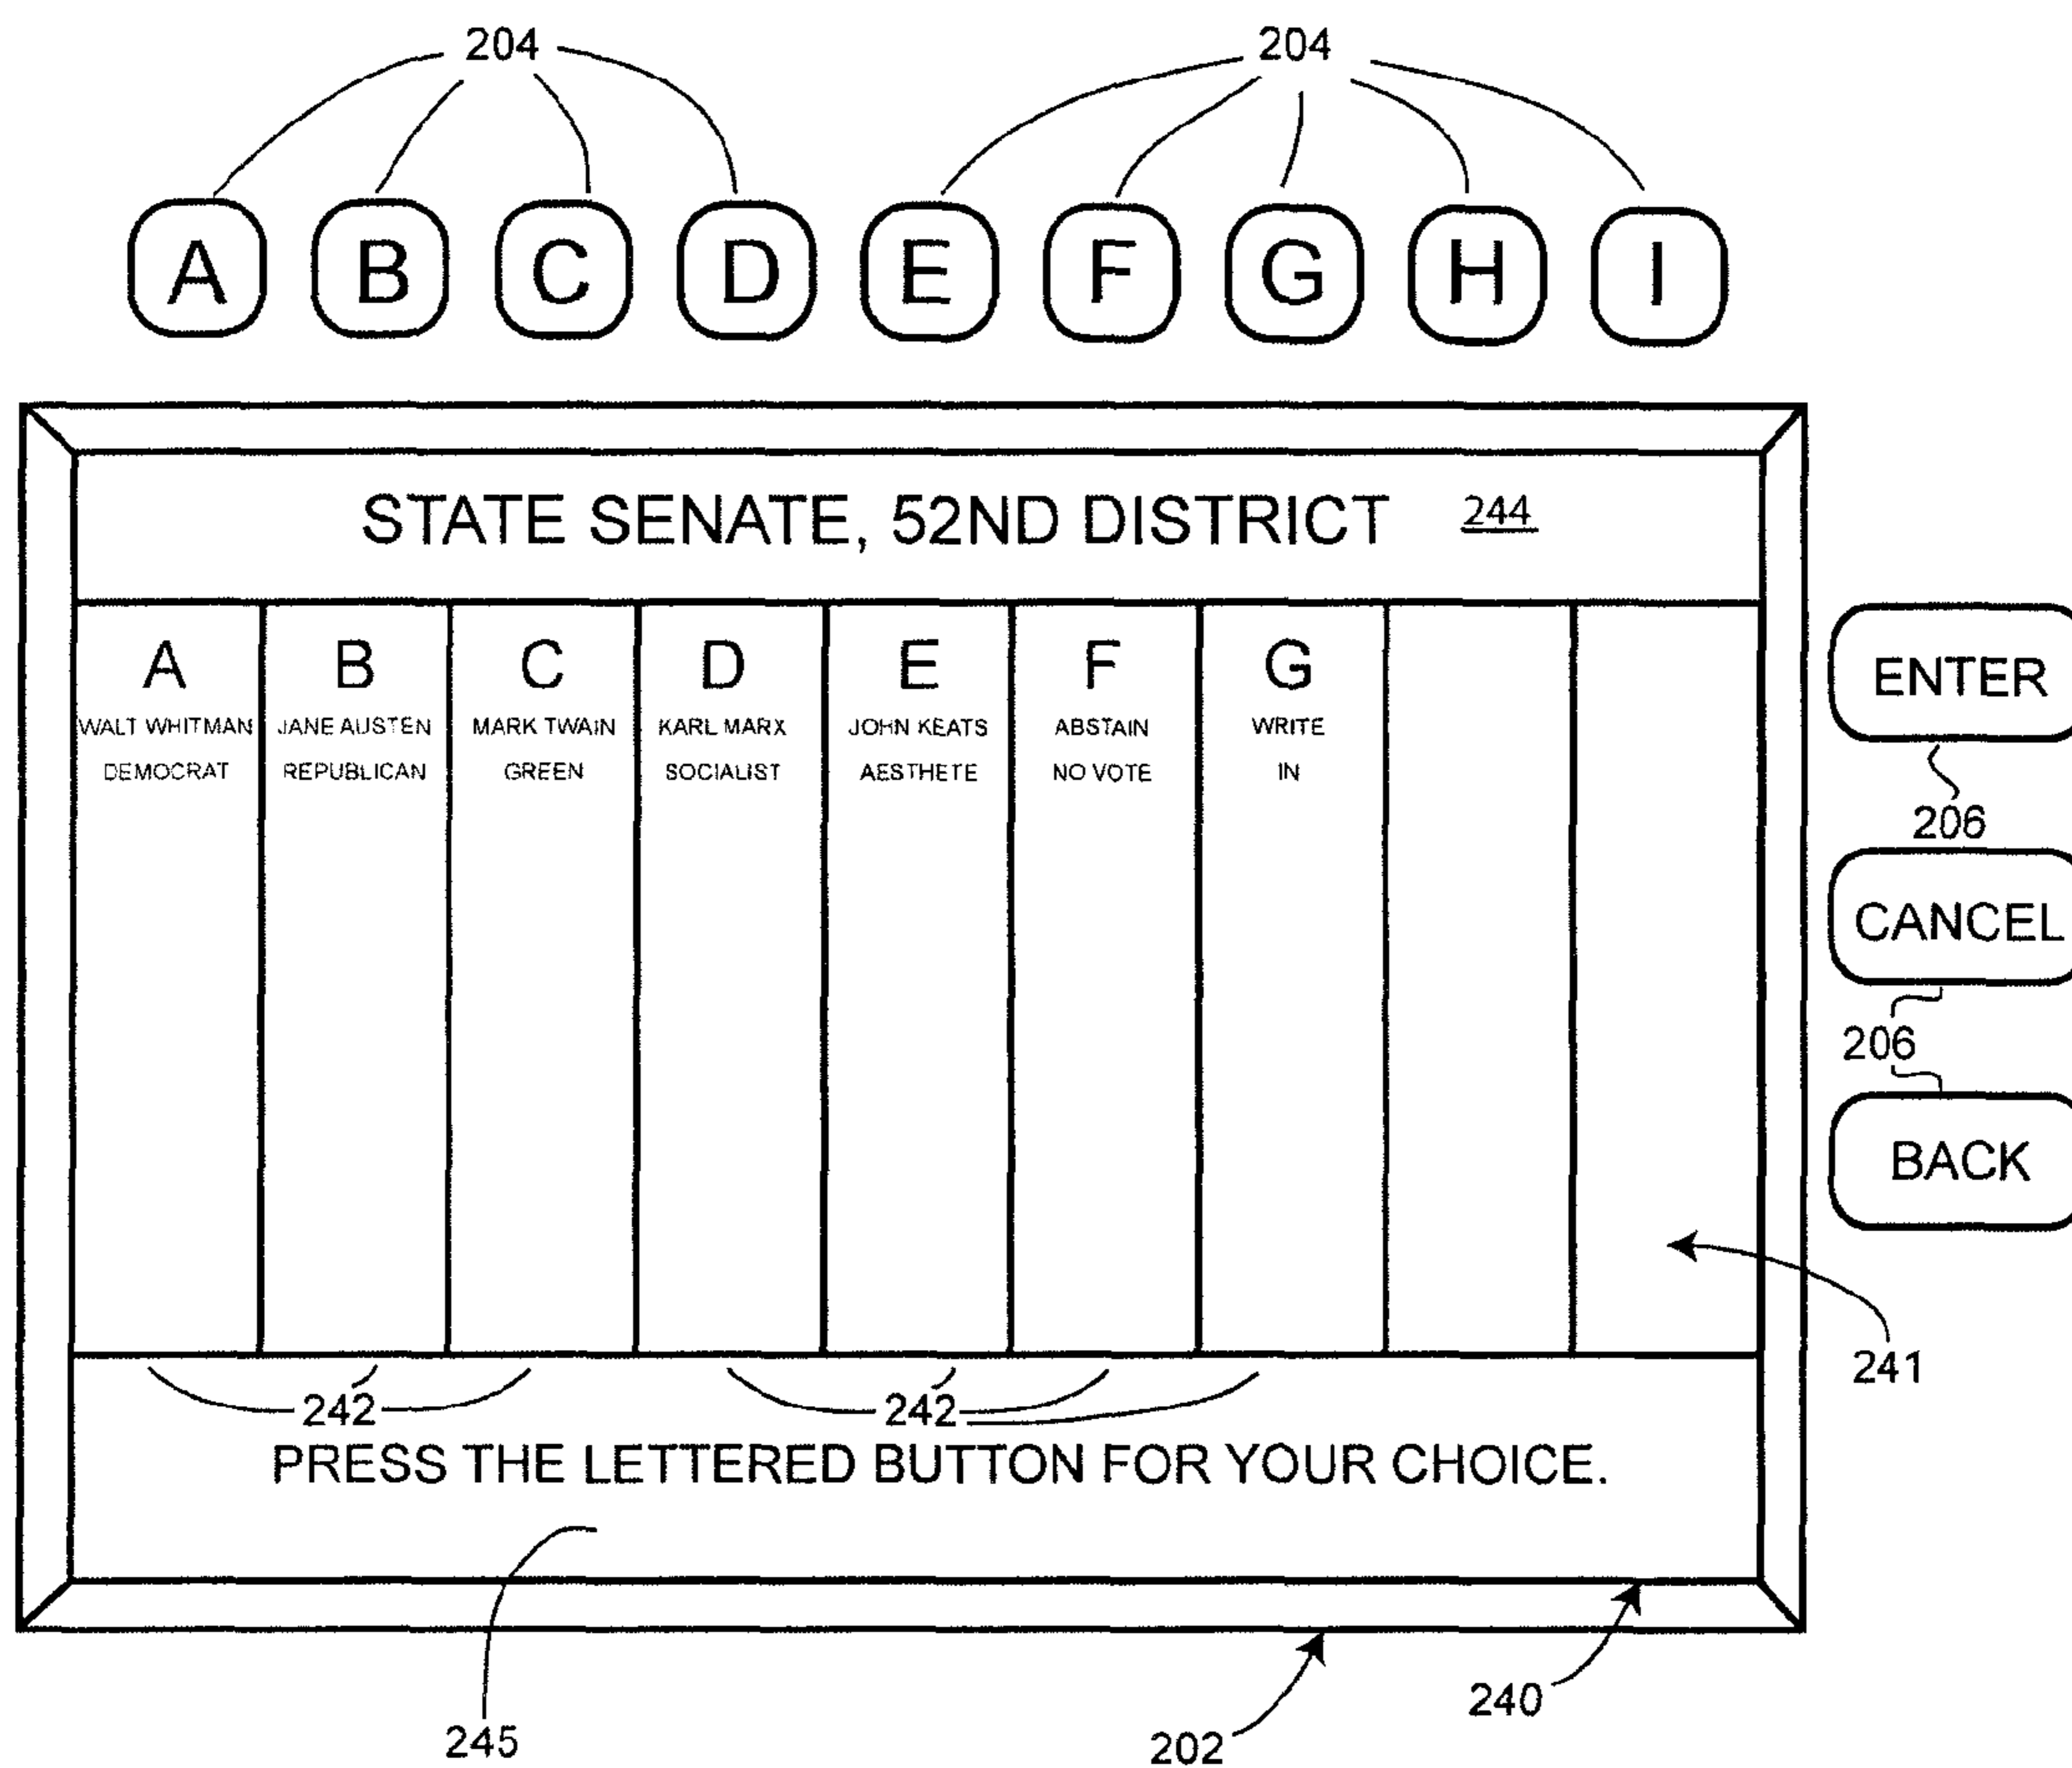 204 204
A B C D E F G H I
STATE SENATE, 52ND DISTRICT 244
A B C D E F G
WALT WHITMAN JANE AUSTEN MARK TWAIN KARL MARX JOHN KEATS ABSTAIN WRITE
DEMOCRAT REPUBLICAN GREEN SOCIALIST AESTHETE NO VOTE IN
ENTER
206
CANCEL
206
BACK
241
242 242
PRESS THE LETTERED BUTTON FOR YOUR CHOICE.
240
245 202